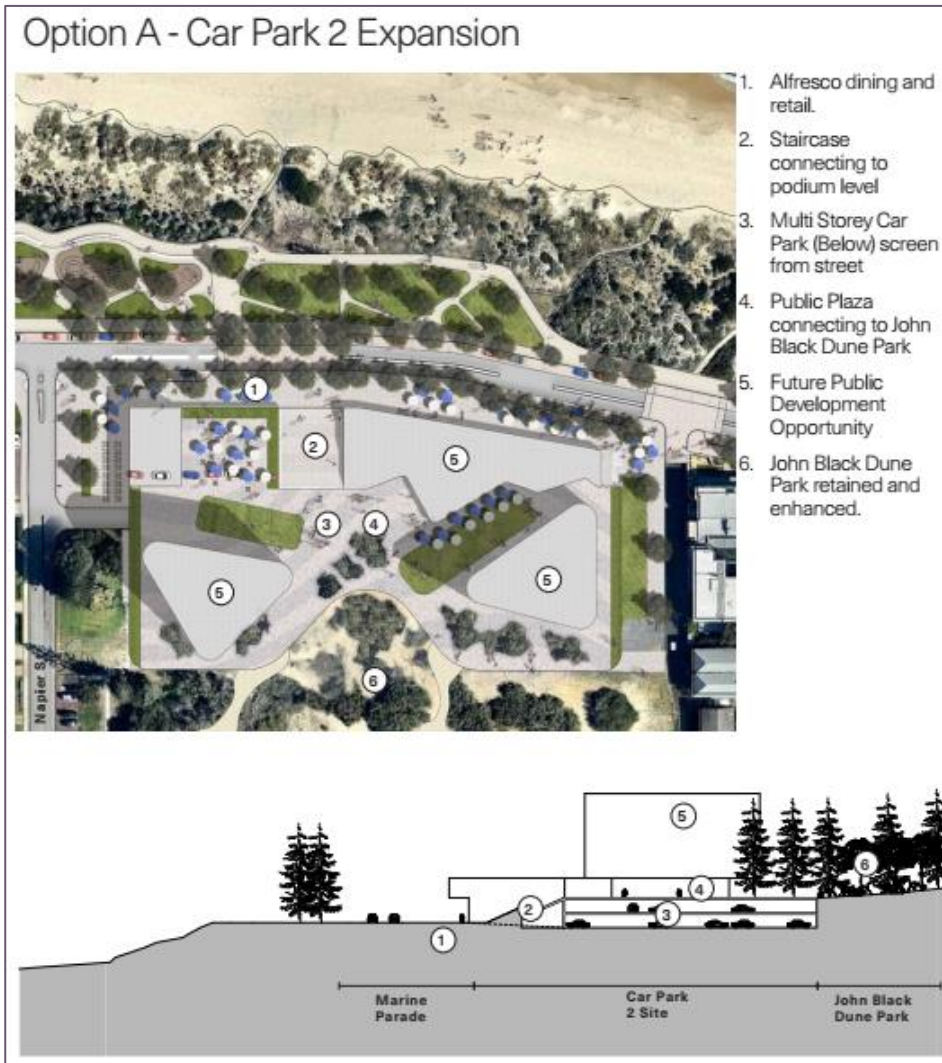 Option A - Car Park 2 Expansion
1. Alfresco dining and
retail.
2. Staircase
connecting to
podium level
3. Multi Storey Car
Park (Below) screen
from street
4. Public Plaza
connecting to John
Black Dune Park
5. Future Public
Development
Opportunity
6. John Black Dune
Park retained and
enhanced.
1
2
5
3
4
5
5
6
Napier St
5
6
4
2
3
1
Marine
Parade
Car Park
2 Site
John Black
Dune Park